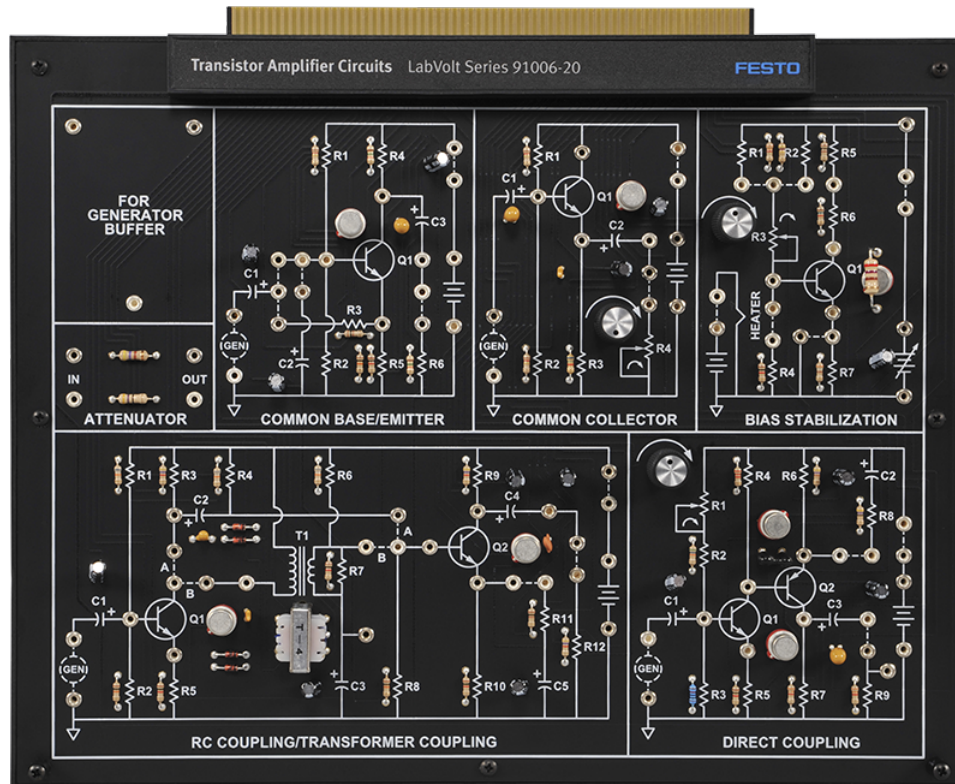 Transistor Amplifier Circuits LabVolt Series 91006-20 FESTO
FOR
GENERATOR
BUFFER
IN OUT
ATTENUATOR
R1 R4
C3
Q1
C1
R3
GEN
C2 R2 R5 R6
COMMON BASE/EMITTER
R1
C1
Q1
C2
GEN
R4
R2 R3
COMMON COLLECTOR
R1 R2 R5
R6
R3
Q1
HEATER
R4 R7
BIAS STABILIZATION
R1 R3 R4 R6 R9
C2 C4
T1 A
B Q2
A R7
B
C1
Q1 R11
R12
GEN
R2 R5 C3 R8 R10 C5
T-4
RC COUPLING/TRANSFORMER COUPLING
R4 R6 C2
R1 R8
R2
Q2
C1 Q1 C3
GEN
R3 R5 R7 R9
DIRECT COUPLING